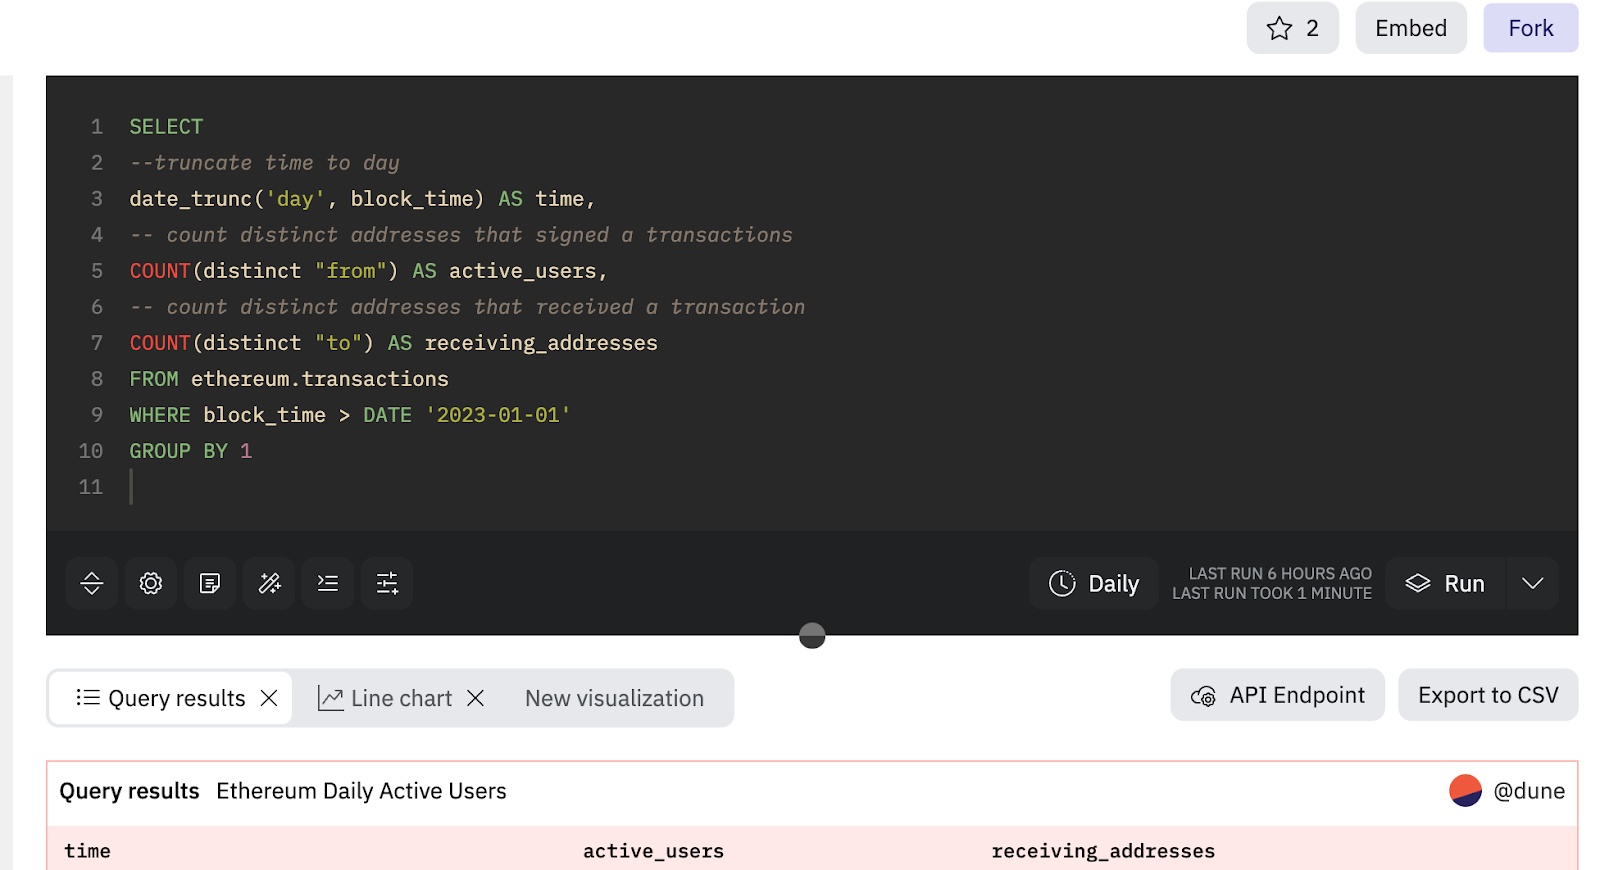 2 Embed Fork
1 SELECT
2 --truncate time to day
3 date_trunc('day', block_time) AS time,
4 -- count distinct addresses that signed a transactions
5 COUNT(distinct "from") AS active_users,
6 -- count distinct addresses that received a transaction
7 COUNT(distinct "to") AS receiving_addresses
8 FROM ethereum.transactions
9 WHERE block_time > DATE '2023-01-01'
10 GROUP BY 1
11
Daily LAST RUN 6 HOURS AGO Run
LAST RUN TOOK 1 MINUTE
Query results Line chart New visualization API Endpoint Export to CSV
Query results Ethereum Daily Active Users @dune
time active_users receiving_addresses